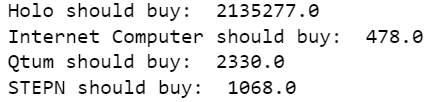 Holo should buy:  2135277.0
Internet Computer should buy:  478.0
Qtum should buy:  2330.0
STEPN should buy:  1068.0